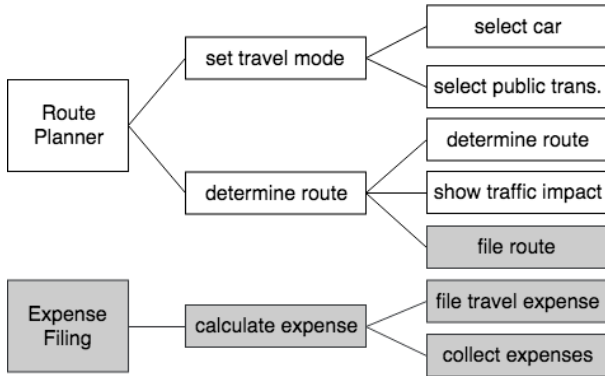 select car
set travel mode
select public trans.
Route
Planner
determine route
determine route
show traffic impact
file route
Expense
Filing
calculate expense
file travel expense
collect expenses